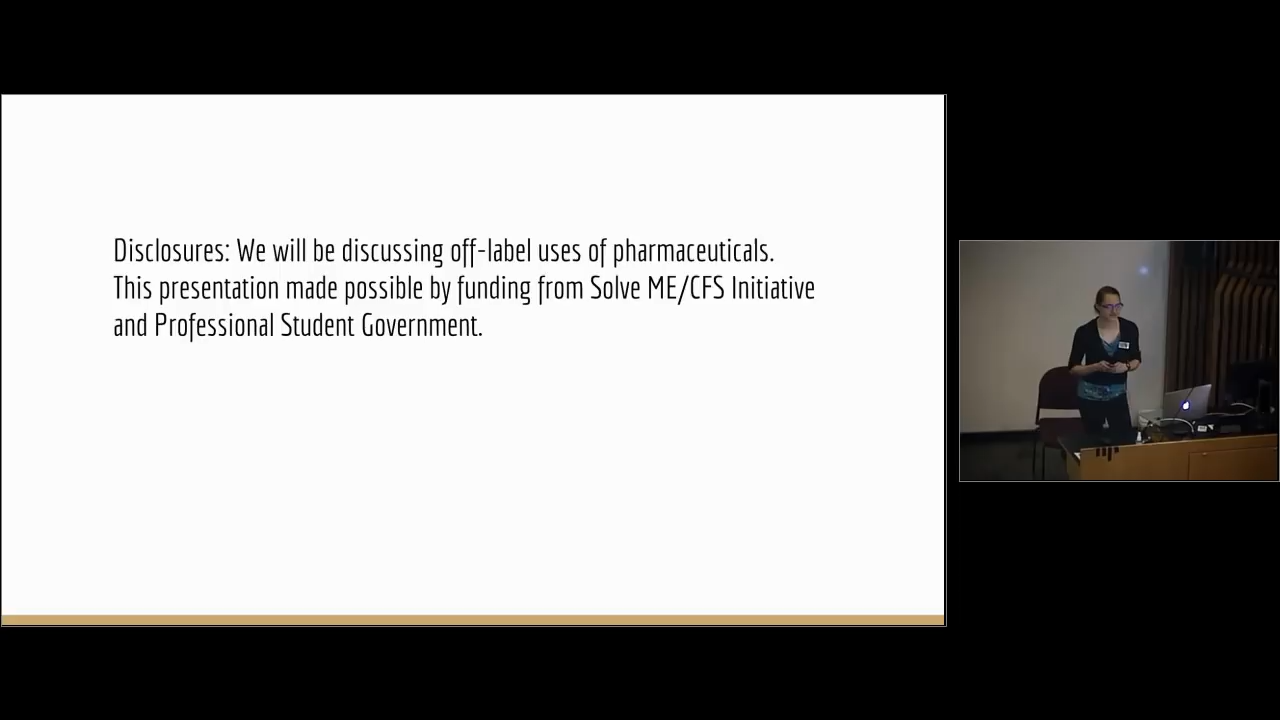 Disclosures: We will be discussing off-label uses of pharmaceuticals.
This presentation made possible by funding from Solve ME/CFS Initiative
and Professional Student Government.